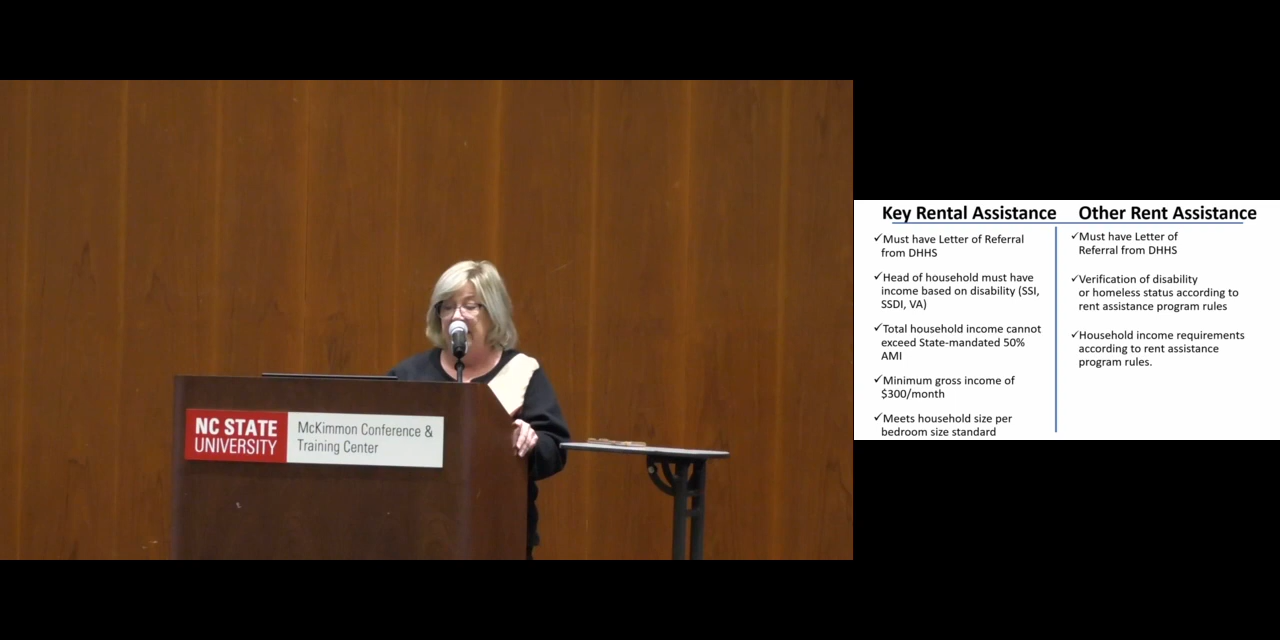 NC STATE
UNIVERSITY
McKimmon Conference &
Training Center
Key Rental Assistance
✓Must have Letter of Referral
from DHHS
✓Head of household must have
income based on disability (SSI,
SSDI, VA)
✓Total household income cannot
exceed State-mandated 50%
AMI
✓Minimum gross income of
$300/month
✓Meets household size per
bedroom size standard
Other Rent Assistance
✓Must have Letter of
Referral from DHHS
✓Verification of disability
or homeless status according to
rent assistance program rules
✓Household income requirements
according to rent assistance
program rules.